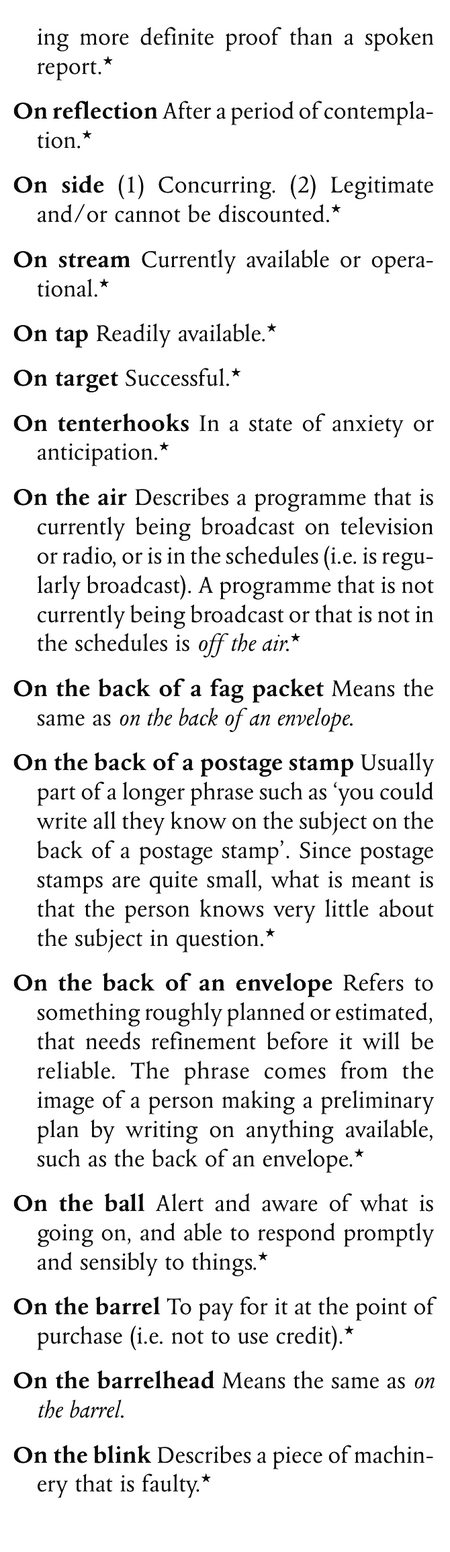 ing more definite proof than a spoken
report.★
On reflection After a period of contempla-
tion.★
On side (1) Concurring. (2) Legitimate
and/or cannot be discounted.★
On stream Currently available or opera-
tional.★
On tap Readily available.★
On target Successful.★
On tenterhooks In a state of anxiety or
anticipation.★
On the air Describes a programme that is
currently being broadcast on television
or radio, or is in the schedules (i.e. is regu-
larly broadcast). A programme that is not
currently being broadcast or that is not in
the schedules is off the air.★
On the back of a fag packet Means the
same as on the back of an envelope.
On the back of a postage stamp Usually
part of a longer phrase such as ‘you could
write all they know on the subject on the
back of a postage stamp’. Since postage
stamps are quite small, what is meant is
that the person knows very little about
the subject in question.★
On the back of an envelope Refers to
something roughly planned or estimated,
that needs refinement before it will be
reliable. The phrase comes from the
image of a person making a preliminary
plan by writing on anything available,
such as the back of an envelope.★
On the ball Alert and aware of what is
going on, and able to respond promptly
and sensibly to things.★
On the barrel To pay for it at the point of
purchase (i.e. not to use credit).★
On the barrelhead Means the same as on
the barrel.
On the blink Describes a piece of machin-
ery that is faulty.★